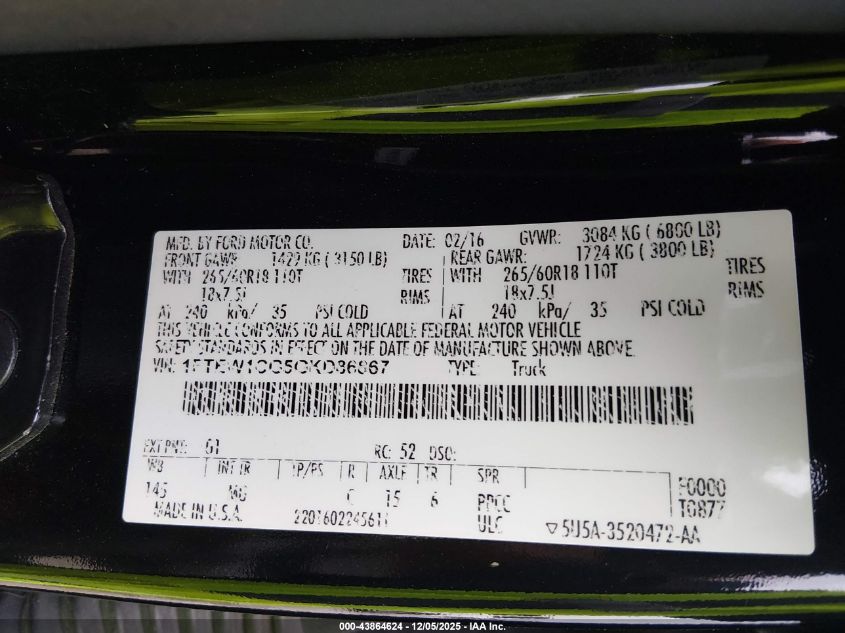 MFD. BY FORD MOTOR CO. DATE: 02/16 GVWR: 3084 KG ( 6800 LB)
FRONT GAWR: 1429 KG ( 3150 LB) REAR GAWR: 1724 KG ( 3800 LB)
WITH 265/60R18 110T TIRES WITH 265/60R18 110T TIRES
18x7.5J RIMS 18x7.5J RIMS
AT 240 kPa/ 35 PSI COLD AT 240 kPa/ 35 PSI COLD
THIS VEHICLE CONFORMS TO ALL APPLICABLE FEDERAL MOTOR VEHICLE
SAFETY STANDARDS IN EFFECT ON THE DATE OF MANUFACTURE SHOWN ABOVE.
VIN: TYPE: Truck
EXT PNT: G1 RC: 52 DSO:
WB INT TR TP/PS R AXLE TR SPR F0000
145 C 15 6 PPCC T0877
MADE IN U.S.A. 2201602245611 ULC 5U5A-3520472-AA
000-43864624 - 12/05/2025 - IAA Inc.